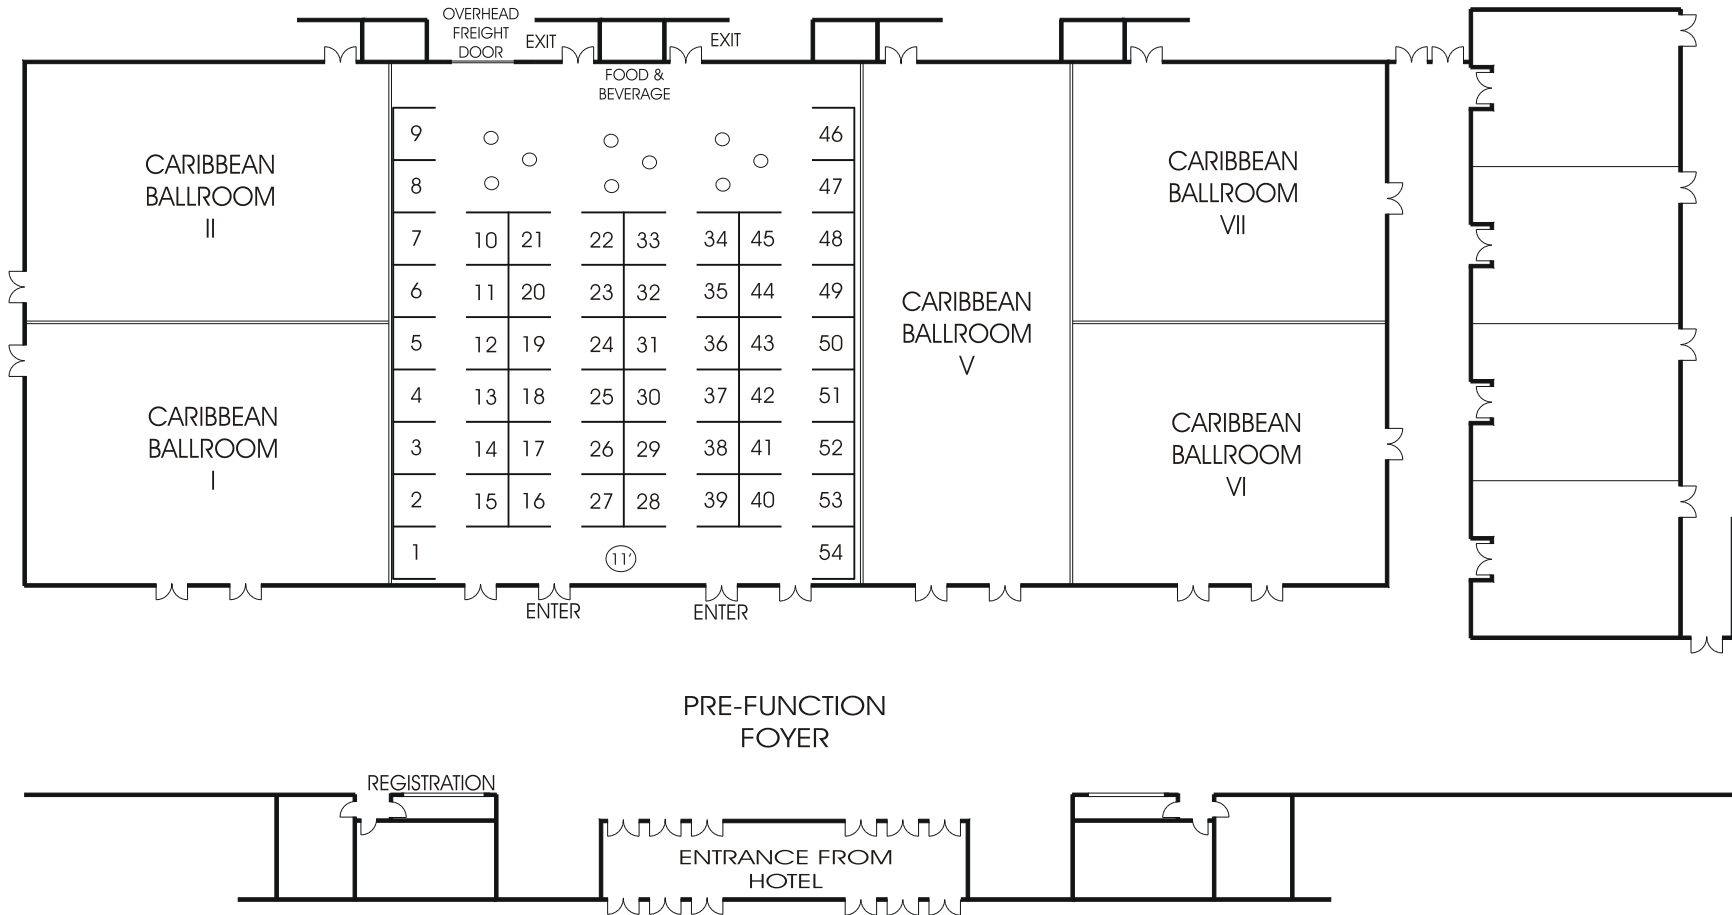 OVERHEAD
FREIGHT
DOOR
EXIT
EXIT
FOOD &
BEVERAGE
CARIBBEAN
BALLROOM
II
CARIBBEAN
BALLROOM
I
9
8
7
6
5
4
3
2
1
10 21
11 20
12 19
13 18
14 17
15 16
22 33
23 32
24 31
25 30
26 29
27 28
34 45
35 44
36 43
37 42
38 41
39 40
46
47
48
49
50
51
52
53
54
11'
CARIBBEAN
BALLROOM
V
CARIBBEAN
BALLROOM
VII
CARIBBEAN
BALLROOM
VI
ENTER
ENTER
PRE-FUNCTION
FOYER
REGISTRATION
ENTRANCE FROM
HOTEL